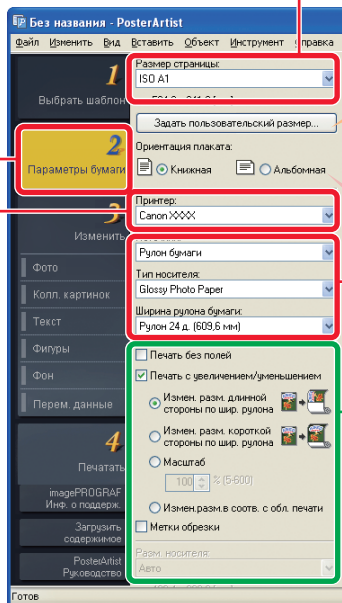 Без названия - PosterArtist
Файл Изменить Вид Вставить Объект Инструмент Справка
1
Выбрать шаблон
2
Параметры бумаги
3
Изменить
Фото
Колл. картинок
Текст
Фигуры
Фон
Перем. данные
4
Печатать
imagePROGRAF
Инф. о поддерж.
Загрузить
содержимое
PosterArtist
Руководство
Размер страницы:
ISO A1
Задать пользовательский размер...
Ориентация плаката:
Книжная Альбомная
Принтер:
Canon XXXX
Рулон бумаги
Тип носителя:
Glossy Photo Paper
Ширина рулона бумаги:
Рулон 24 д. (609,6 мм)
Печать без полей
Печать с увеличением/уменьшением
Измен. разм. длинной
стороны по шир. рулона
Измен. разм. короткой
стороны по шир. рулона
Масштаб
100 % (5-600)
Измен.разм.в соотв. с обл. печати
Метки обрезки
Разм. носителя:
Авто
Готов